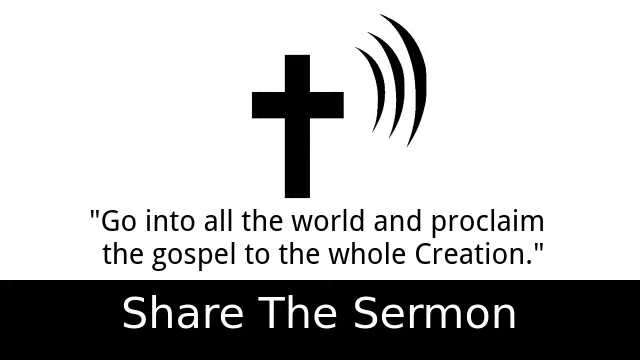 "Go into all the world and proclaim
the gospel to the whole Creation."
Share The Sermon